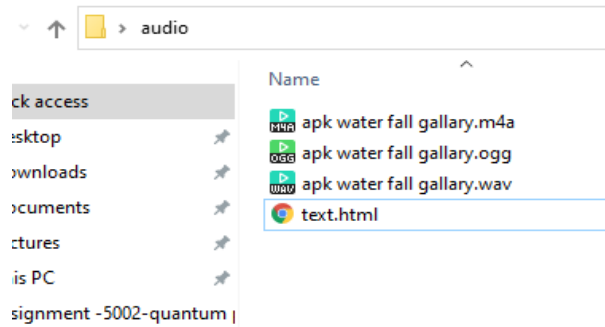 audio
Name
ck access
esktop
ownloads
ocuments
ctures
is PC
signment -5002-quantum
apk water fall gallary.m4a
apk water fall gallary.ogg
apk water fall gallary.wav
text.html
M4A
OGG
WAV